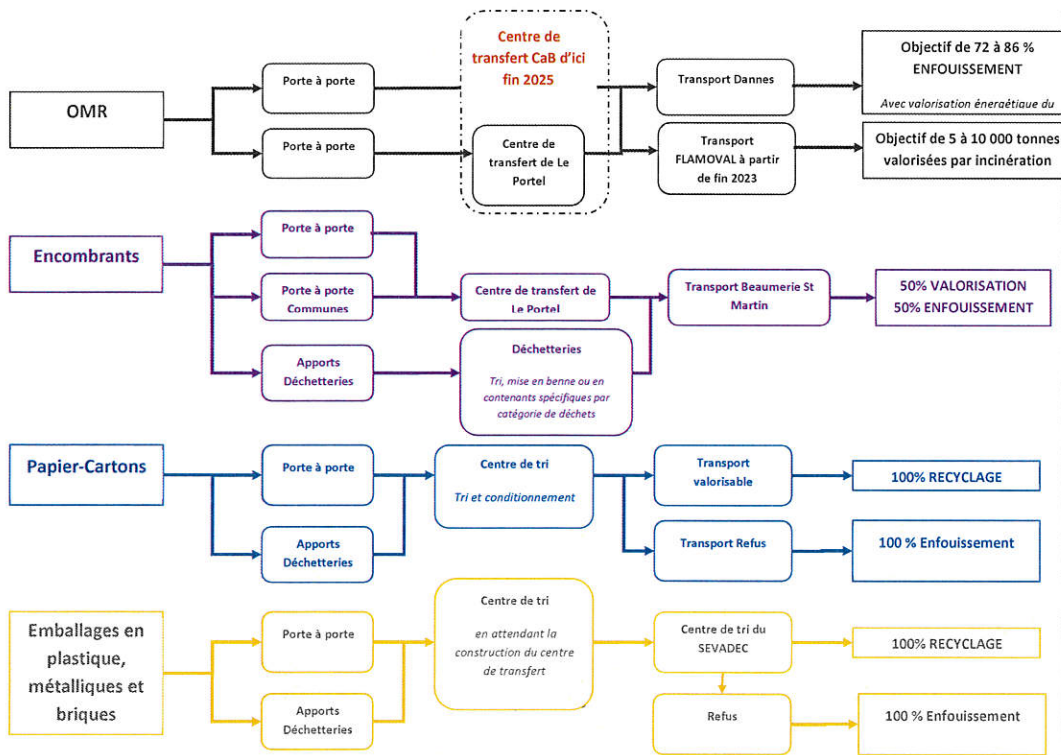 Centre de
transfert CaB d'ici
fin 2025
OMR
Porte à porte
Porte à porte
Centre de
transfert de Le
Portel
Transport Dannes
Transport
FLAMOVAL à partir
de fin 2023
Objectif de 72 à 86 %
ENFOUISSEMENT
Avec valorisation énergétique du
Objectif de 5 à 10 000 tonnes
valorisées par incinération
Encombrants
Porte à porte
Porte à porte
Communes
Apports
Déchetteries
Centre de transfert de
Le Portel
Déchetteries
Tri, mise en benne ou en
contenants spécifiques par
catégorie de déchets
Transport Beaumerie St
Martin
50% VALORISATION
50% ENFOUISSEMENT
Papier-Cartons
Porte à porte
Apports
Déchetteries
Centre de tri
Tri et conditionnement
Transport
valorisable
Transport Refus
100% RECYCLAGE
100 % Enfouissement
Emballages en
plastique,
métalliques et
briques
Porte à porte
Apports
Déchetteries
Centre de tri
en attendant la
construction du centre
de transfert
Centre de tri du
SEVADEC
Refus
100% RECYCLAGE
100 % Enfouissement